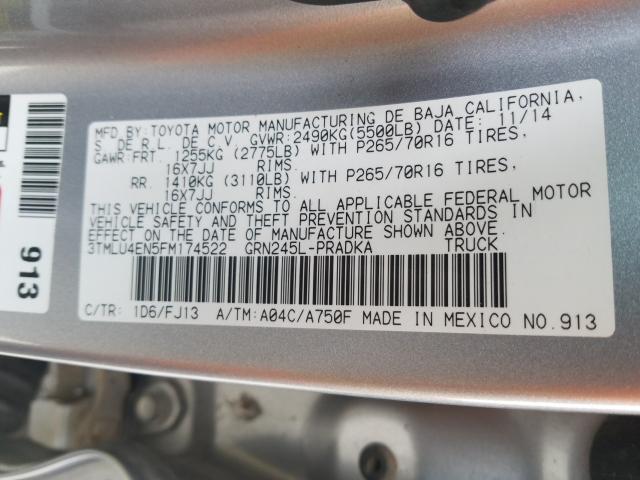 MFD.BY:TOYOTA MOTOR MANUFACTURING DE BAJA CALIFORNIA,
S DE R.L. DE C.V. GVWR:2490KG(5500LB) DATE: 11/14
GAWR:FRT. 1255KG (2775LB) WITH P265/70R16 TIRES,
16X7JJ RIMS
RR. 1410KG (3110LB) WITH P265/70R16 TIRES,
16X7JJ RIMS.
THIS VEHICLE CONFORMS TO ALL APPLICABLE FEDERAL MOTOR
VEHICLE SAFETY AND THEFT PREVENTION STANDARDS IN
EFFECT ON THE DATE OF MANUFACTURE SHOWN ABOVE.
3TMLU4EN5FM174522 GRN245L-PRADKA TRUCK
C/TR: 1D6/FJ13 A/TM:A04C/A750F MADE IN MEXICO NO.913
913